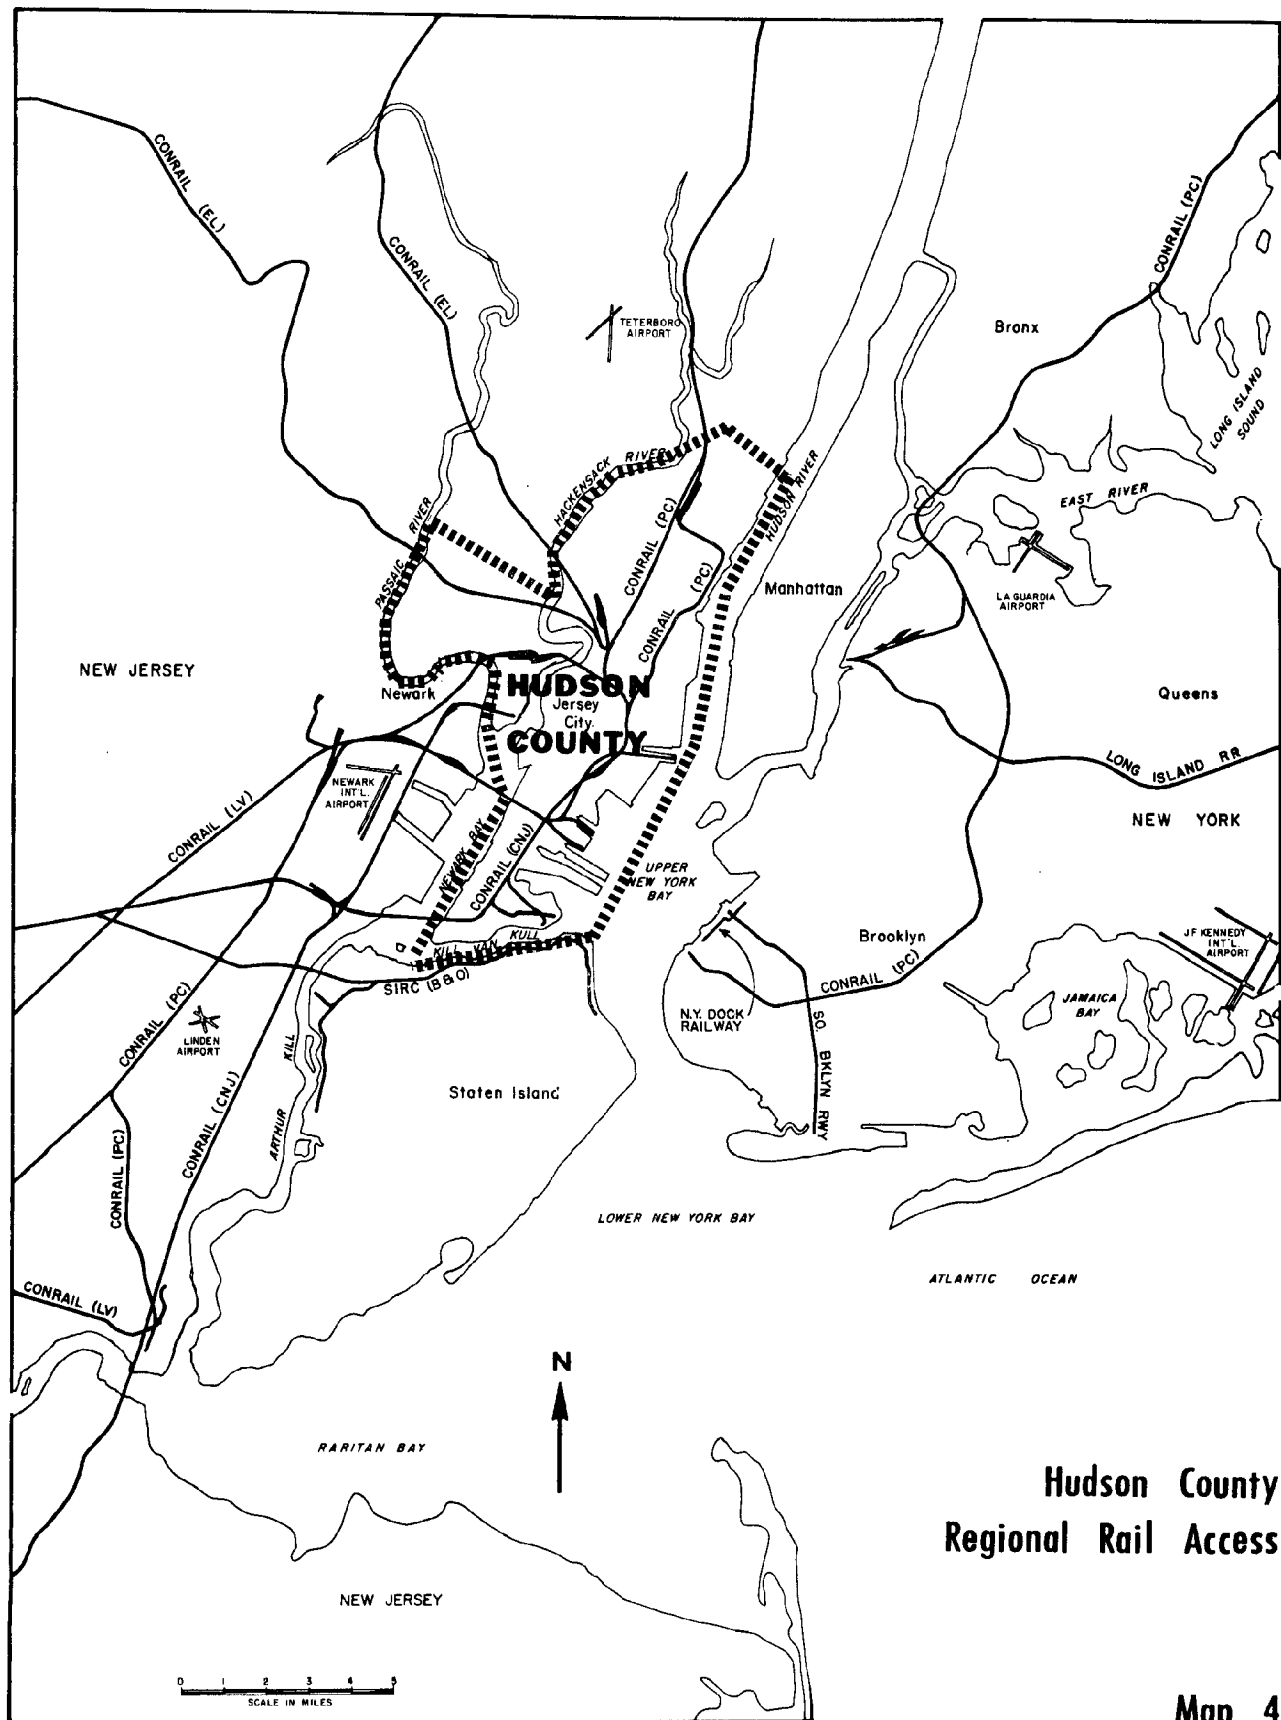 CONRAIL (EL)
CONRAIL (EL)
CONRAIL (PC)
TETERBORO
AIRPORT
Bronx
LONG ISLAND
SOUND
HACKENSACK RIVER
PASSAIC RIVER
HUDSON RIVER
EAST RIVER
CONRAIL (PC)
CONRAIL (PC)
Manhattan
LA GUARDIA
AIRPORT
NEW JERSEY
Newark
HUDSON
Jersey
City
COUNTY
Queens
LONG ISLAND RR
NEW YORK
NEWARK
INT'L.
AIRPORT
CONRAIL (LV)
NEWARK BAY
CONRAIL (CNJ)
UPPER
NEW YORK
BAY
KILL VAN KULL
SIRC (B&O)
Brooklyn
CONRAIL (PC)
JF KENNEDY
INT'L.
AIRPORT
JAMAICA
BAY
N.Y. DOCK
RAILWAY
SO. BKLYN RWY
CONRAIL (PC)
LINDEN
AIRPORT
ARTHUR KILL
Staten Island
CONRAIL (CNJ)
CONRAIL (PC)
LOWER NEW YORK BAY
ATLANTIC OCEAN
CONRAIL (LV)
N
RARITAN BAY
Hudson County
Regional Rail Access
NEW JERSEY
0 1 2 3 4 5
SCALE IN MILES
Map 4